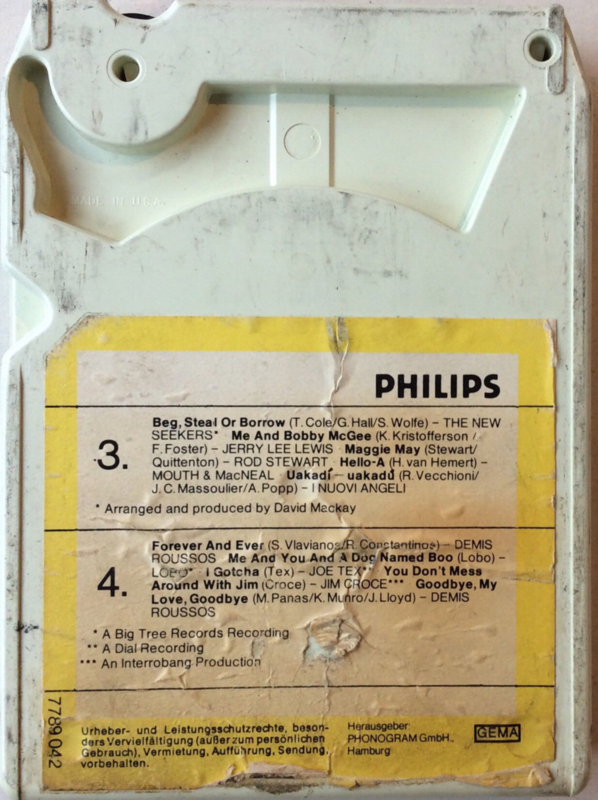 MADE IN U.S.A.
PHILIPS
3.
Beg, Steal Or Borrow (T. Cole/G. Hall/S. Wolfe) – THE NEW
SEEKERS* Me And Bobby McGee (K. Kristofferson /
F. Foster) – JERRY LEE LEWIS Maggie May (Stewart/
Quittenton) – ROD STEWART Hello-A (H. van Hemert) –
MOUTH & MacNEAL Uakadí – uakadú (R. Vecchioni/
J. C. Massoulier/A. Popp) – I NUOVI ANGELI
* Arranged and produced by David Mackay
4.
Forever And Ever (S. Vlavianos/R. Constantinos) – DEMIS
ROUSSOS Me And You And A Dog Named Boo (Lobo) –
LOBO* I Gotcha (Tex) – JOE TEX** You Don't Mess
Around With Jim (Croce) – JIM CROCE*** Goodbye, My
Love, Goodbye (M. Panas/K. Munro/J. Lloyd) – DEMIS
ROUSSOS
* A Big Tree Records Recording
** A Dial Recording
*** An Interrobang Production
7789 042
Urheber- und Leistungsschutzrechte, beson-
ders Vervielfältigung (außer zum persönlichen
Gebrauch), Vermietung, Aufführung, Sendung,
vorbehalten.
Herausgeber:
PHONOGRAM GmbH.,
Hamburg
GEMA